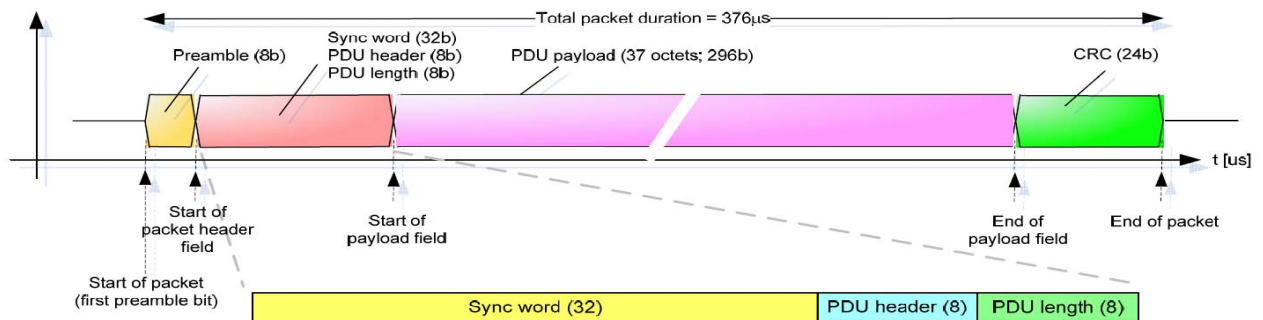 Total packet duration = 376µs
Preamble (8b)
Sync word (32b)
PDU header (8b)
PDU length (8b)
PDU payload (37 octets; 296b)
CRC (24b)
t [us]
Start of
packet header
field
Start of
payload field
End of
payload field
End of packet
Start of packet
(first preamble bit)
Sync word (32)
PDU header (8)
PDU length (8)